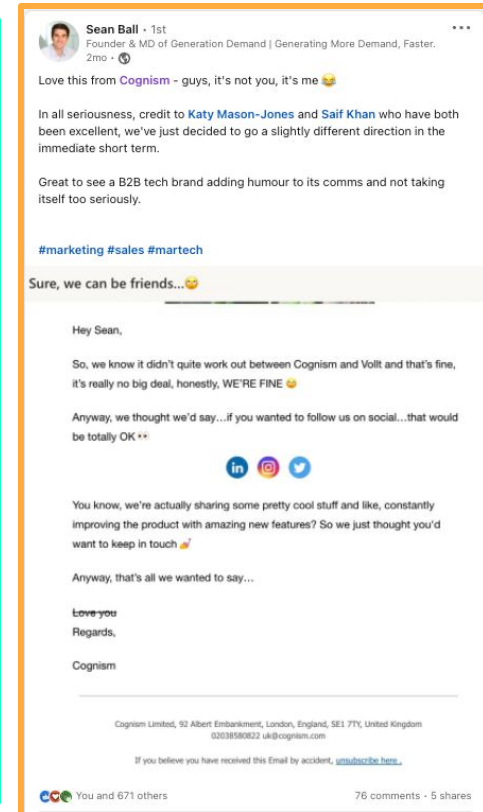 Sean Ball • 1st
Founder & MD of Generation Demand | Generating More Demand, Faster.
2mo •
Love this from Cognism - guys, it's not you, it's me 😂
In all seriousness, credit to Katy Mason-Jones and Saif Khan who have both
been excellent, we've just decided to go a slightly different direction in the
immediate short term.
Great to see a B2B tech brand adding humour to its comms and not taking
itself too seriously.
#marketing #sales #martech
Sure, we can be friends...😅
Hey Sean,
So, we know it didn't quite work out between Cognism and Vollt and that's fine,
it's really no big deal, honestly, WE'RE FINE 😅
Anyway, we thought we'd say…if you wanted to follow us on social…that would
be totally OK 👀
in
You know, we're actually sharing some pretty cool stuff and like, constantly
improving the product with amazing new features? So we just thought you'd
want to keep in touch 💅
Anyway, that's all we wanted to say…
Love you
Regards,
Cognism
Cognism Limited, 92 Albert Embankment, London, England, SE1 7TY, United Kingdom
02038580822 uk@cognism.com
If you believe you have received this Email by accident, unsubscribe here .
You and 671 others 76 comments • 5 shares